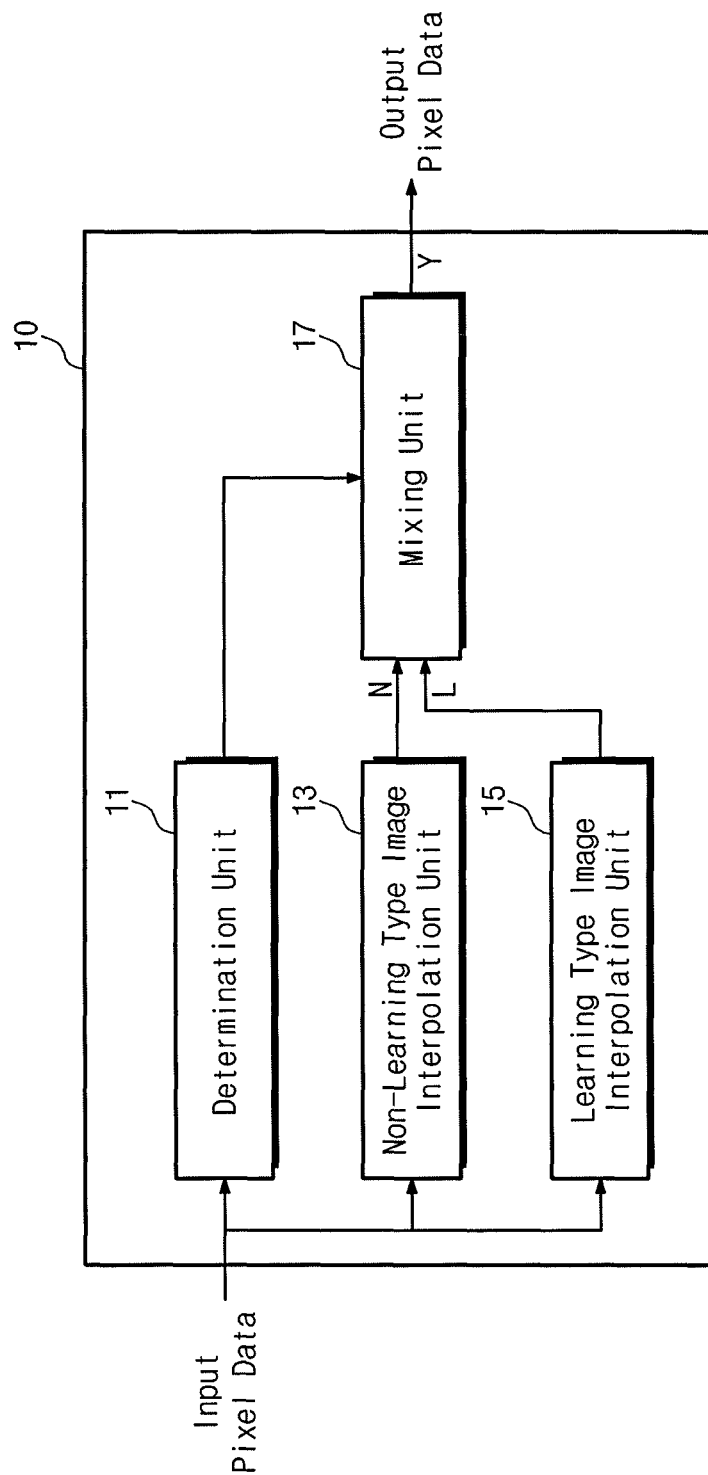 10
Input
Pixel Data
11
Determination Unit
13
Non-Learning Type Image
Interpolation Unit
15
Learning Type Image
Interpolation Unit
N
L
17
Mixing Unit
Y
Output
Pixel Data